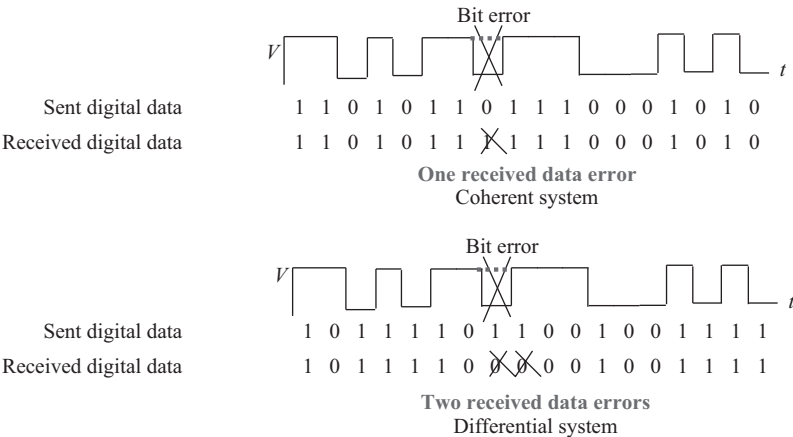 Bit error
V
t
Sent digital data 1 1 0 1 0 1 1 0 1 1 1 0 0 0 1 0 1 0
Received digital data 1 1 0 1 0 1 1 1 1 1 1 0 0 0 1 0 1 0
One received data error
Coherent system
Bit error
V
t
Sent digital data 1 0 1 1 1 1 0 1 1 0 0 1 0 0 1 1 1 1
Received digital data 1 0 1 1 1 1 0 0 0 0 0 1 0 0 1 1 1 1
Two received data errors
Differential system